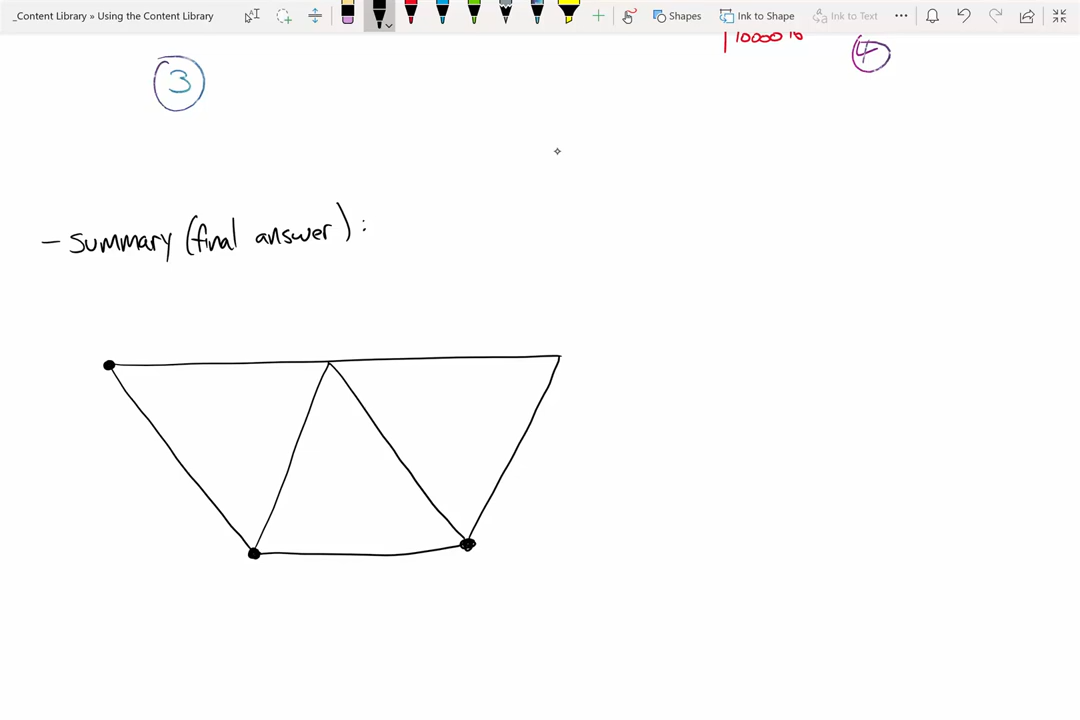 _Content Library » Using the Content Library
Shapes
Ink to Shape
Ink to Text
10000 lb
4
3
- Summary (final answer):